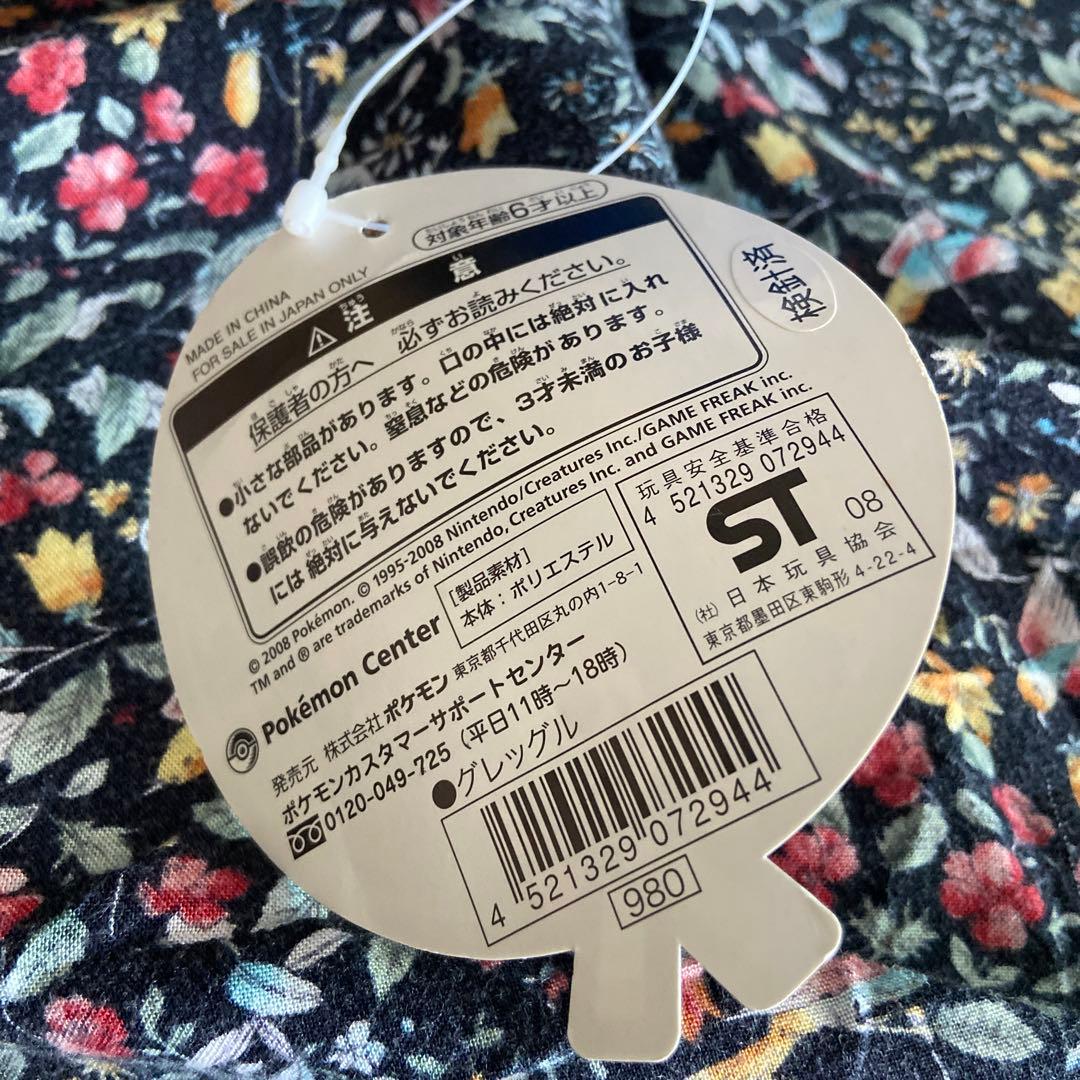 対象年齢6才以上
検針済
MADE IN CHINA
FOR SALE IN JAPAN ONLY
注意
保護者の方へ 必ずお読みください。
●小さな部品があります。口の中には絶対に入れ
ないでください。窒息などの危険があります。
●誤飲の危険がありますので、3才未満のお子様
には絶対に与えないでください。
© 2008 Pokémon. © 1995-2008 Nintendo/Creatures Inc./GAME FREAK inc.
TM and ® are trademarks of Nintendo, Creatures Inc. and GAME FREAK inc.
Pokémon Center
[製品素材]
本体：ポリエステル
玩具安全基準合格
4 521329 072944
ST 08
(社) 日本玩具協会
東京都墨田区東駒形 4-22-4
発売元 株式会社ポケモン 東京都千代田区丸の内1-8-1
ポケモンカスタマーサポートセンター
0120-049-725 (平日11時～18時)
●グレッグル
4 521329 072944
980